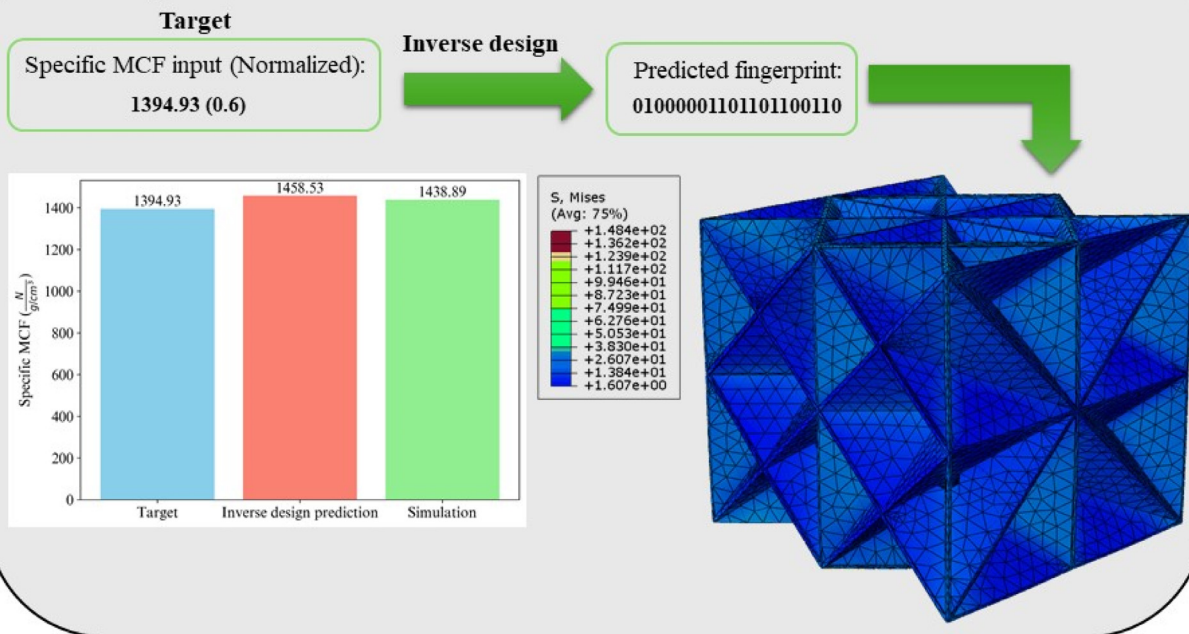 Target
Specific MCF input (Normalized):
1394.93 (0.6)
Inverse design
Predicted fingerprint:
01000001101101100110
1394.93
1458.53
1438.89
1400
1200
1000
800
600
400
200
0
Specific MCF (N/g/cm³)
Target
Inverse design prediction
Simulation
S, Mises
(Avg: 75%)
+1.484e+02
+1.362e+02
+1.239e+02
+1.117e+02
+9.946e+01
+8.723e+01
+7.499e+01
+6.276e+01
+5.053e+01
+3.830e+01
+2.607e+01
+1.384e+01
+1.607e+00